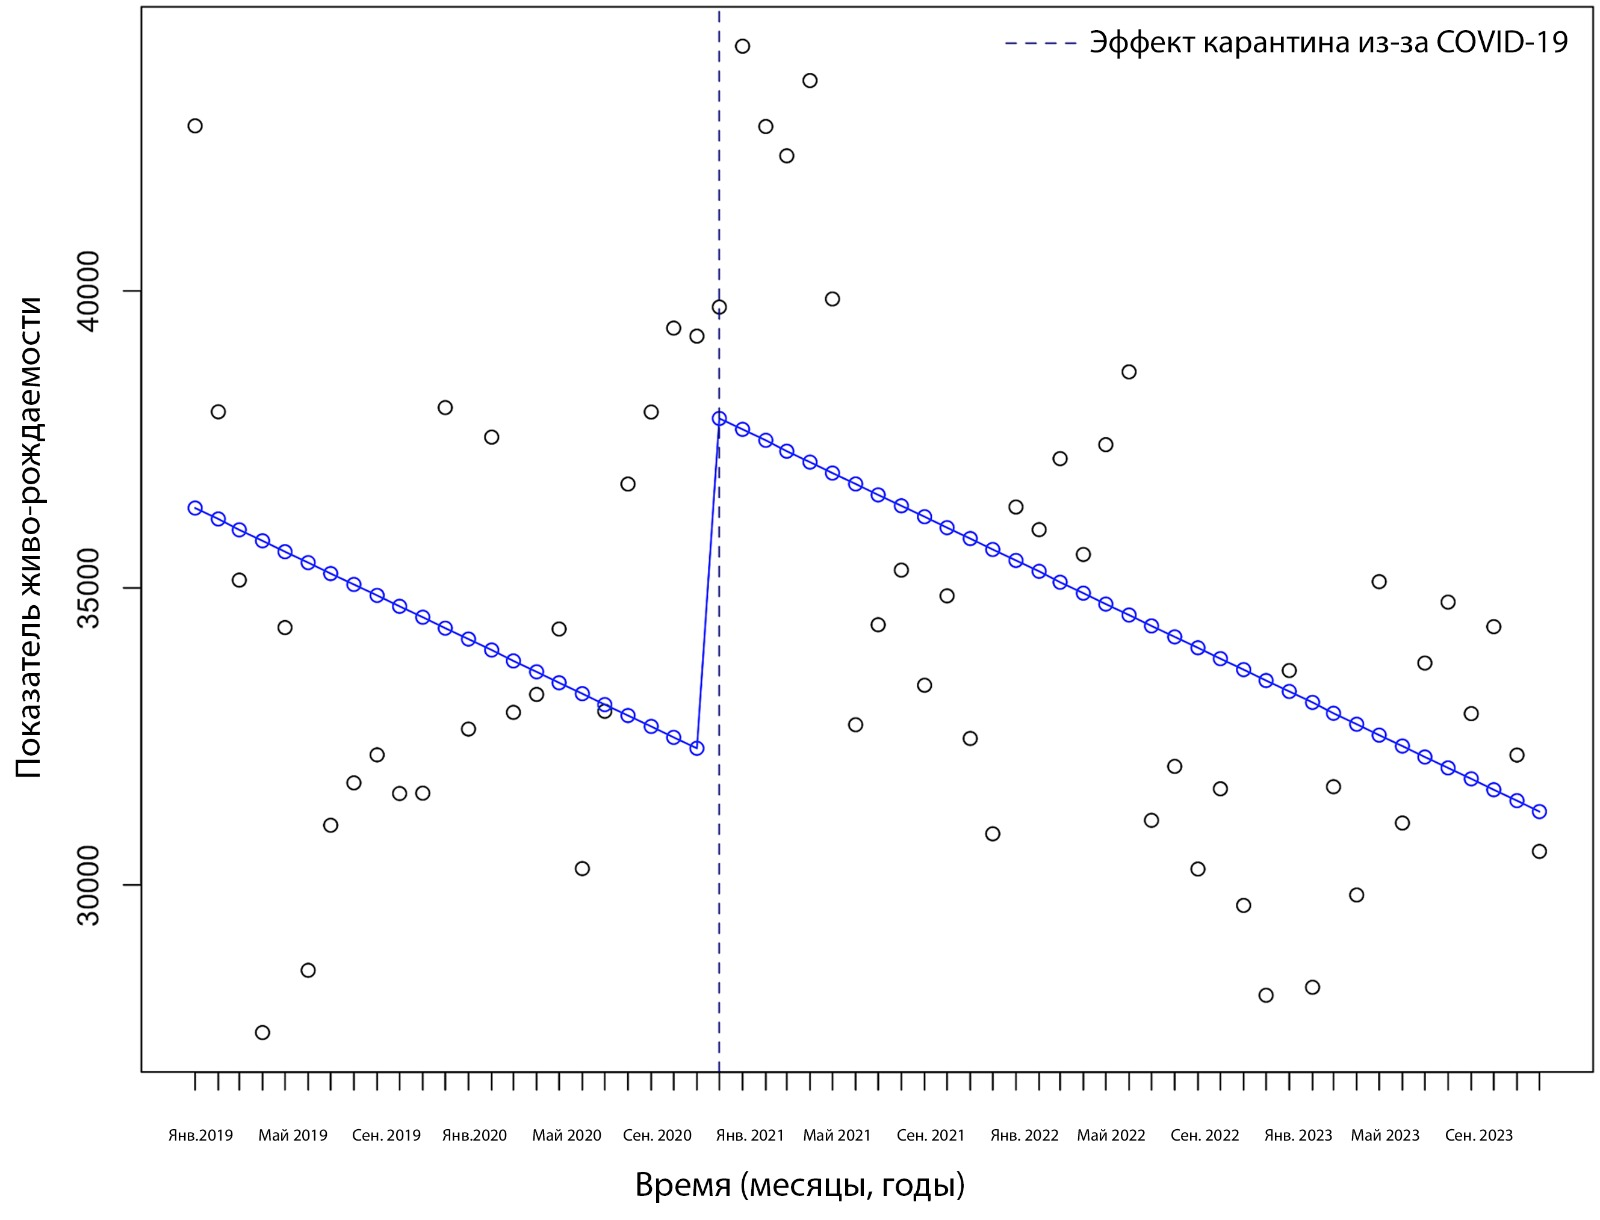 Эффект карантина из-за COVID-19
Показатель живо-рождаемости
40000
35000
30000
Янв.2019 Май 2019 Сен. 2019 Янв.2020 Май 2020 Сен. 2020 Янв. 2021 Май 2021 Сен. 2021 Янв. 2022 Май 2022 Сен. 2022 Янв. 2023 Май 2023 Сен. 2023
Время (месяцы, годы)